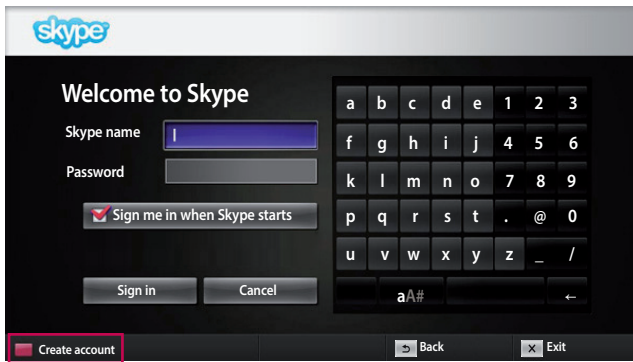 skype
Welcome to Skype
Skype name
Password
Sign me in when Skype starts
Sign in Cancel
a b c d e 1 2 3
f g h i j 4 5 6
k l m n o 7 8 9
p q r s t . @ 0
u v w x y z _ /
aA# ←
Create account Back X Exit